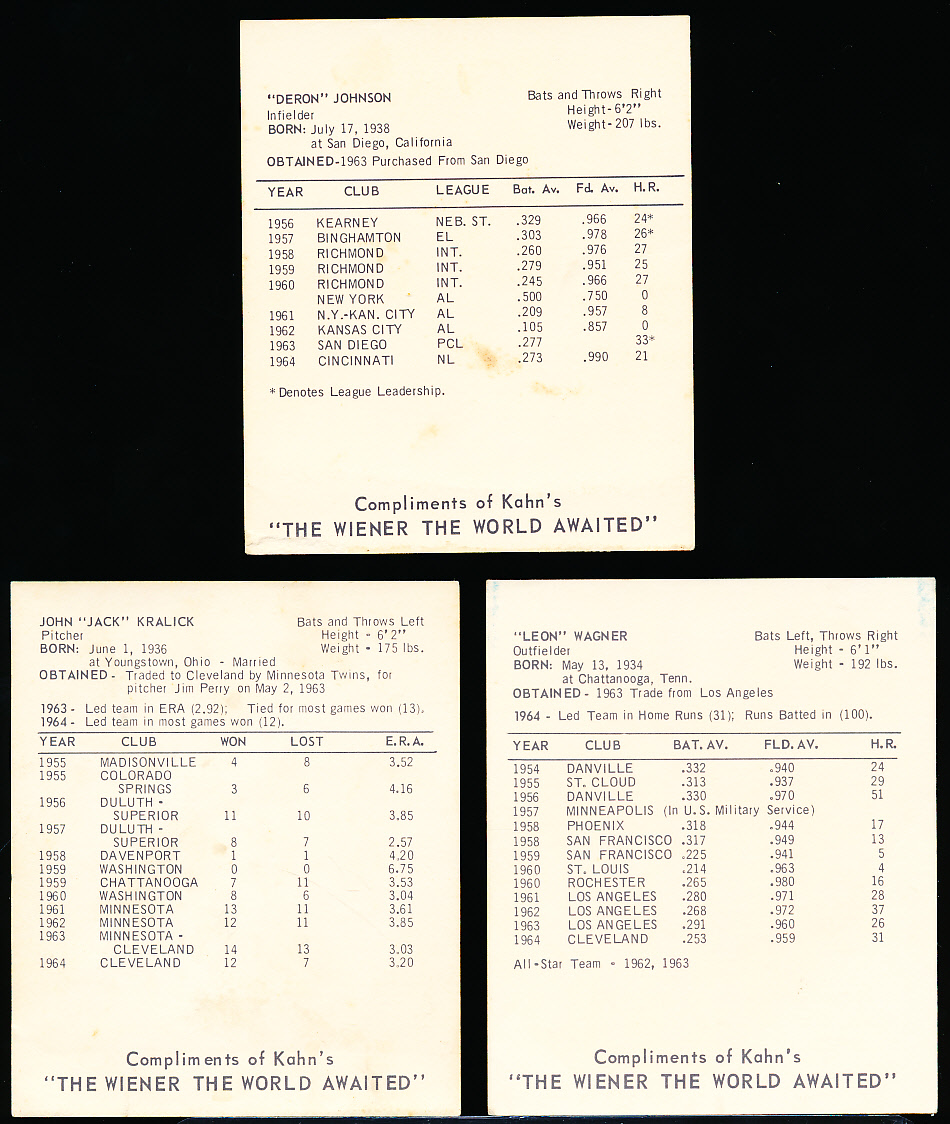 "DERON" JOHNSON Bats and Throws Right
Infielder Height-6'2"
BORN: July 17, 1938 Weight-207 lbs.
at San Diego, California
OBTAINED-1963 Purchased From San Diego
YEAR CLUB LEAGUE Bat. Av. Fd. Av. H.R.
1956 KEARNEY NEB. ST. .329 .966 24*
1957 BINGHAMTON EL .303 .978 26*
1958 RICHMOND INT. .260 .976 27
1959 RICHMOND INT. .279 .951 25
1960 RICHMOND INT. .245 .966 27
NEW YORK AL .500 .750 0
1961 N.Y.-KAN. CITY AL .209 .957 8
1962 KANSAS CITY AL .105 .857 0
1963 SAN DIEGO PCL .277 33*
1964 CINCINNATI NL .273 .990 21
*Denotes League Leadership.
Compliments of Kahn's
"THE WIENER THE WORLD AWAITED"
JOHN "JACK" KRALICK Bats and Throws Left
Pitcher Height - 6'2"
BORN: June 1, 1936 Weight - 175 lbs.
at Youngstown, Ohio - Married
OBTAINED - Traded to Cleveland by Minnesota Twins, for
pitcher Jim Perry on May 2, 1963
1963 - Led team in ERA (2.92); Tied for most games won (13).
1964 - Led team in most games won (12).
YEAR CLUB WON LOST E.R.A.
1955 MADISONVILLE 4 8 3.52
1955 COLORADO
SPRINGS 3 6 4.16
1956 DULUTH -
SUPERIOR 11 10 3.85
1957 DULUTH -
SUPERIOR 8 7 2.57
1958 DAVENPORT 1 1 4.20
1959 WASHINGTON 0 0 6.75
1959 CHATTANOOGA 7 11 3.53
1960 WASHINGTON 8 6 3.04
1961 MINNESOTA 13 11 3.61
1962 MINNESOTA 12 11 3.85
1963 MINNESOTA -
CLEVELAND 14 13 3.03
1964 CLEVELAND 12 7 3.20
Compliments of Kahn's
"THE WIENER THE WORLD AWAITED"
"LEON" WAGNER Bats Left, Throws Right
Outfielder Height - 6'1"
BORN: May 13, 1934 Weight - 192 lbs.
at Chattanooga, Tenn.
OBTAINED - 1963 Trade from Los Angeles
1964 - Led Team in Home Runs (31); Runs Batted in (100).
YEAR CLUB BAT. AV. FLD. AV. H.R.
1954 DANVILLE .332 .940 24
1955 ST. CLOUD .313 .937 29
1956 DANVILLE .330 .970 51
1957 MINNEAPOLIS (In U.S. Military Service)
1958 PHOENIX .318 .944 17
1958 SAN FRANCISCO .317 .949 13
1959 SAN FRANCISCO .225 .941 5
1960 ST. LOUIS .214 .963 4
1960 ROCHESTER .265 .980 16
1961 LOS ANGELES .280 .971 28
1962 LOS ANGELES .268 .972 37
1963 LOS ANGELES .291 .960 26
1964 CLEVELAND .253 .959 31
All-Star Team - 1962, 1963
Compliments of Kahn's
"THE WIENER THE WORLD AWAITED"